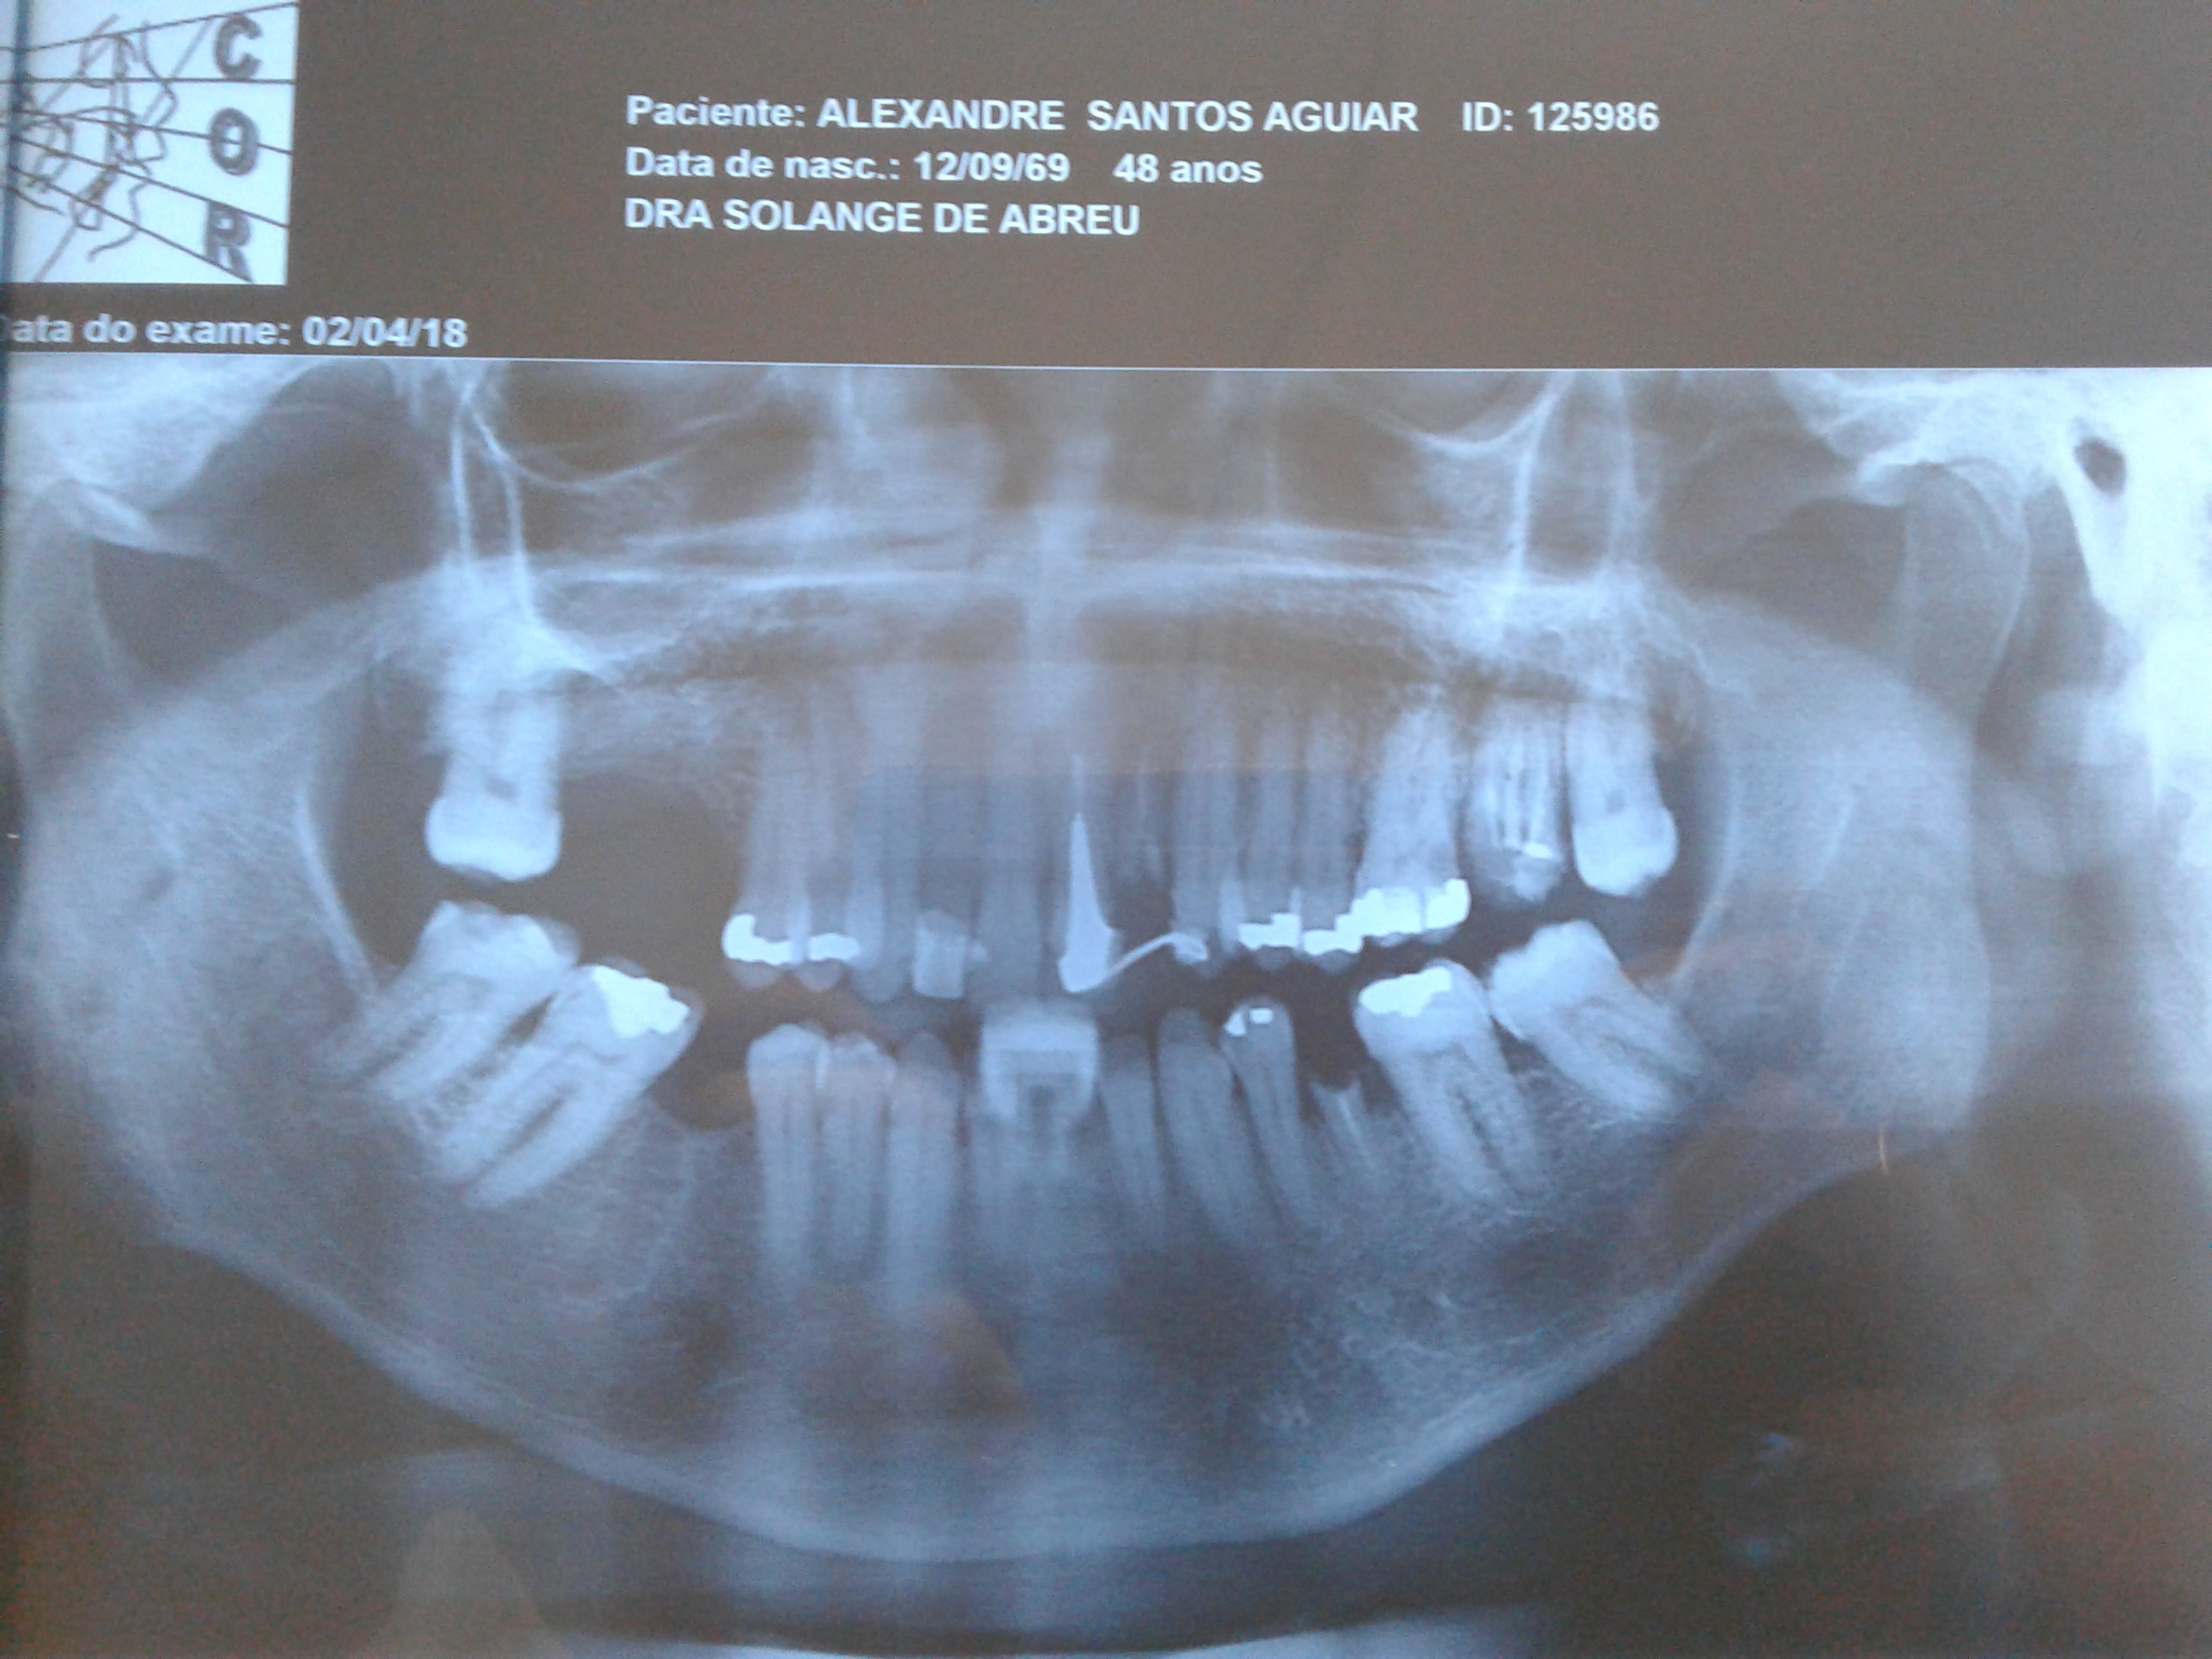 C
O
R
Paciente: ALEXANDRE SANTOS AGUIAR ID: 125986
Data de nasc.: 12/09/69 48 anos
DRA SOLANGE DE ABREU
ata do exame: 02/04/18